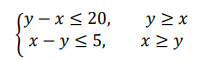 y − x ≤ 20, y ≥ x
x − y ≤ 5, x ≥ y